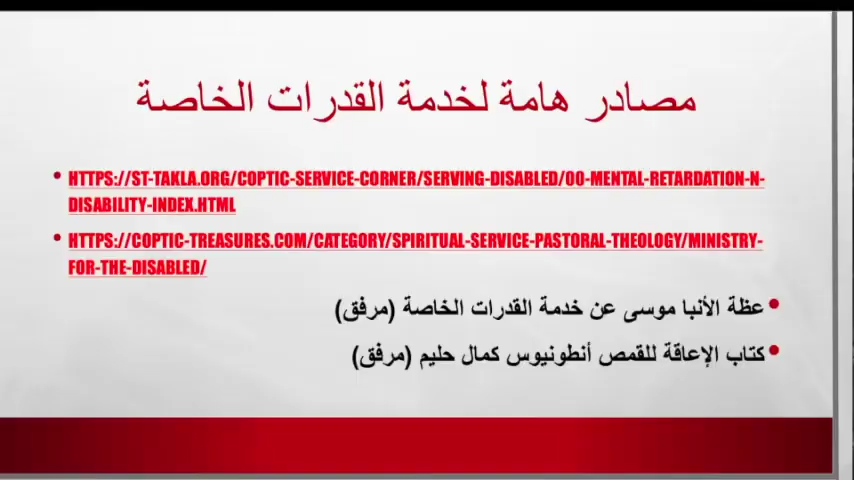 مصادر هامة لخدمة القدرات الخاصة
• HTTPS://ST-TAKLA.ORG/COPTIC-SERVICE-CORNER/SERVING-DISABLED/00-MENTAL-RETARDATION-N-
DISABILITY-INDEX.HTML
• HTTPS://COPTIC-TREASURES.COM/CATEGORY/SPIRITUAL-SERVICE-PASTORAL-THEOLOGY/MINISTRY-
FOR-THE-DISABLED/
• عظة الأنبا موسى عن خدمة القدرات الخاصة (مرفق)
• كتاب الإعاقة للقمص أنطونيوس كمال حليم (مرفق)